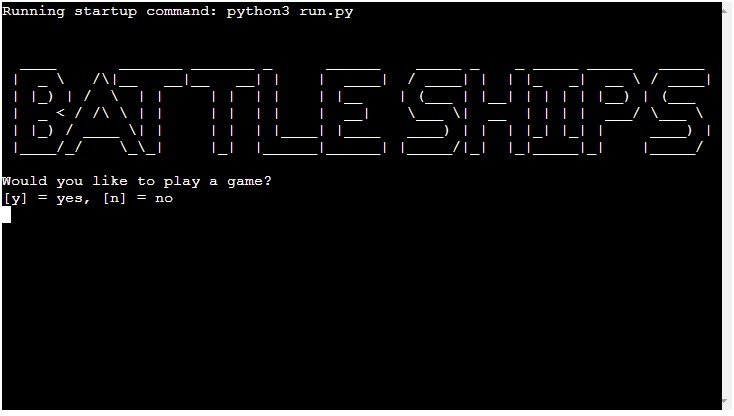 Running startup command: python3 run.py
BATTLESHIPS
Would you like to play a game?
[y] = yes, [n] = no